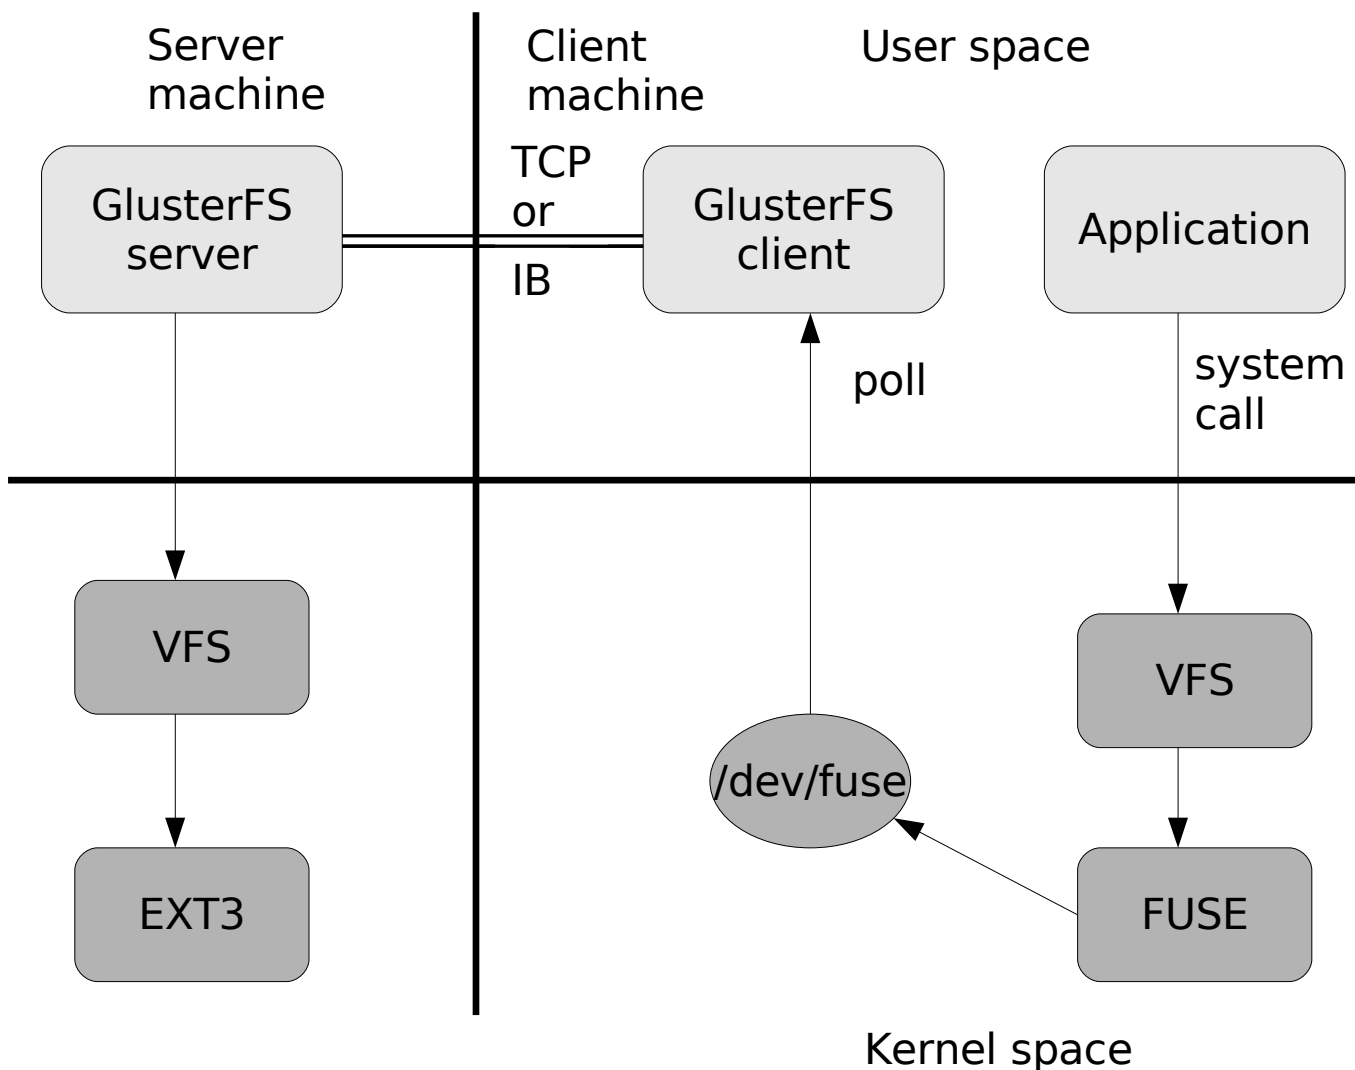 Server
machine
Client
machine
User space
GlusterFS
server
TCP
or
IB
GlusterFS
client
Application
poll
system
call
VFS
EXT3
/dev/fuse
VFS
FUSE
Kernel space